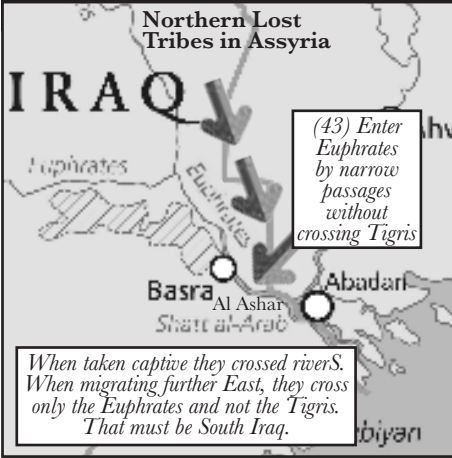 Northern Lost
Tribes in Assyria
IRAQ
(43) Enter
Euphrates
by narrow
passages
without
crossing Tigris
Ahv
Euphrates
Euphrates
Basra
Al Ashar
Abadan
Shatt al-Arab
When taken captive they crossed riverS.
When migrating further East, they cross
only the Euphrates and not the Tigris.
That must be South Iraq.
biyan